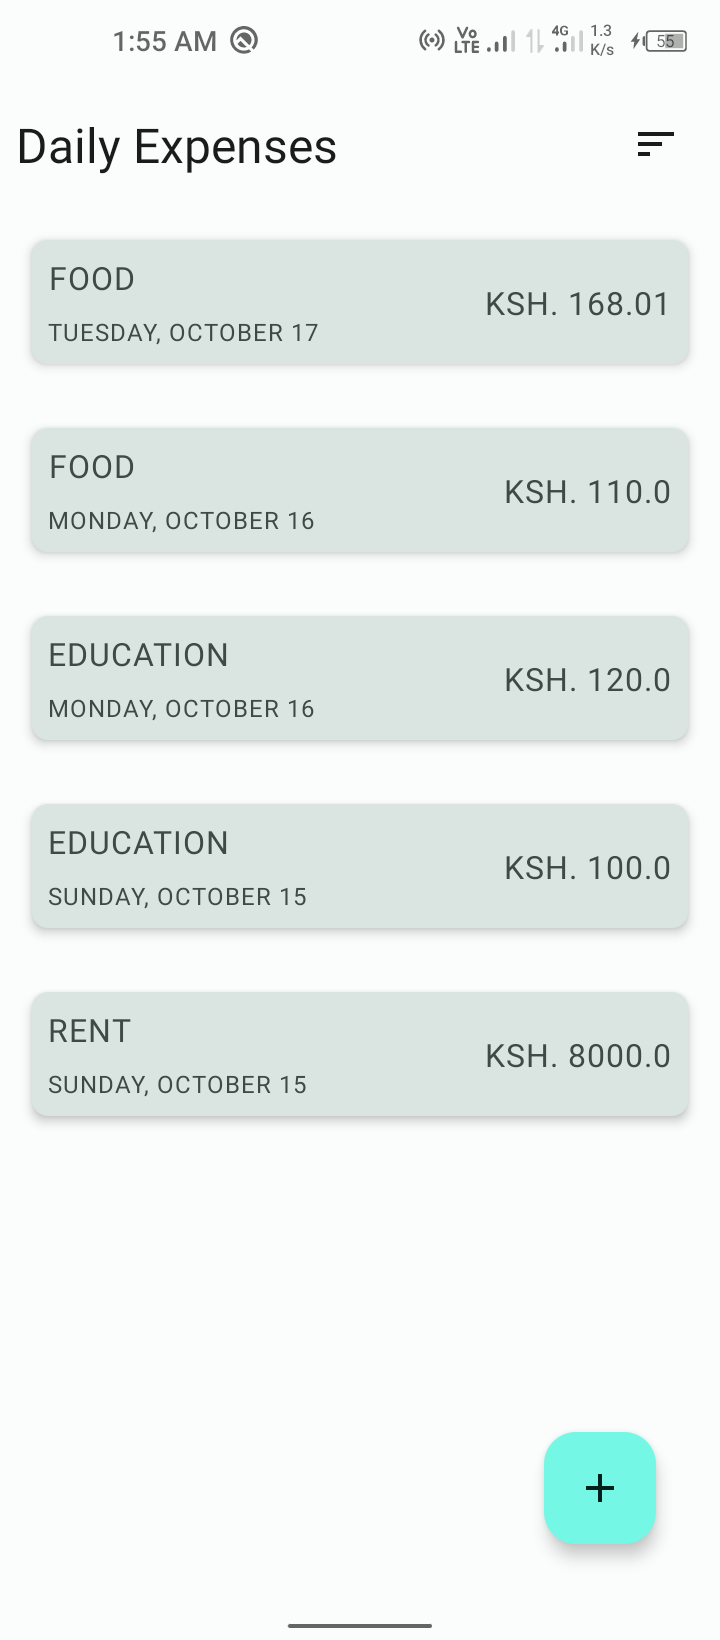 1:55 AM
Vo LTE 4G 1.3 K/s 55
Daily Expenses
FOOD
KSH. 168.01
TUESDAY, OCTOBER 17
FOOD
KSH. 110.0
MONDAY, OCTOBER 16
EDUCATION
KSH. 120.0
MONDAY, OCTOBER 16
EDUCATION
KSH. 100.0
SUNDAY, OCTOBER 15
RENT
KSH. 8000.0
SUNDAY, OCTOBER 15